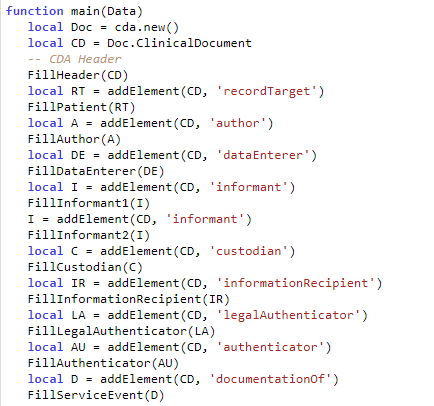 function main(Data)
local Doc = cda.new()
local CD = Doc.ClinicalDocument
-- CDA Header
FillHeader(CD)
local RT = addElement(CD, 'recordTarget')
FillPatient(RT)
local A = addElement(CD, 'author')
FillAuthor(A)
local DE = addElement(CD, 'dataEnterer')
FillDataEnterer(DE)
local I = addElement(CD, 'informant')
FillInformant1(I)
I = addElement(CD, 'informant')
FillInformant2(I)
local C = addElement(CD, 'custodian')
FillCustodian(C)
local IR = addElement(CD, 'informationRecipient')
FillInformationRecipient(IR)
local LA = addElement(CD, 'legalAuthenticator')
FillLegalAuthenticator(LA)
local AU = addElement(CD, 'authenticator')
FillAuthenticator(AU)
local D = addElement(CD, 'documentationOf')
FillServiceEvent(D)